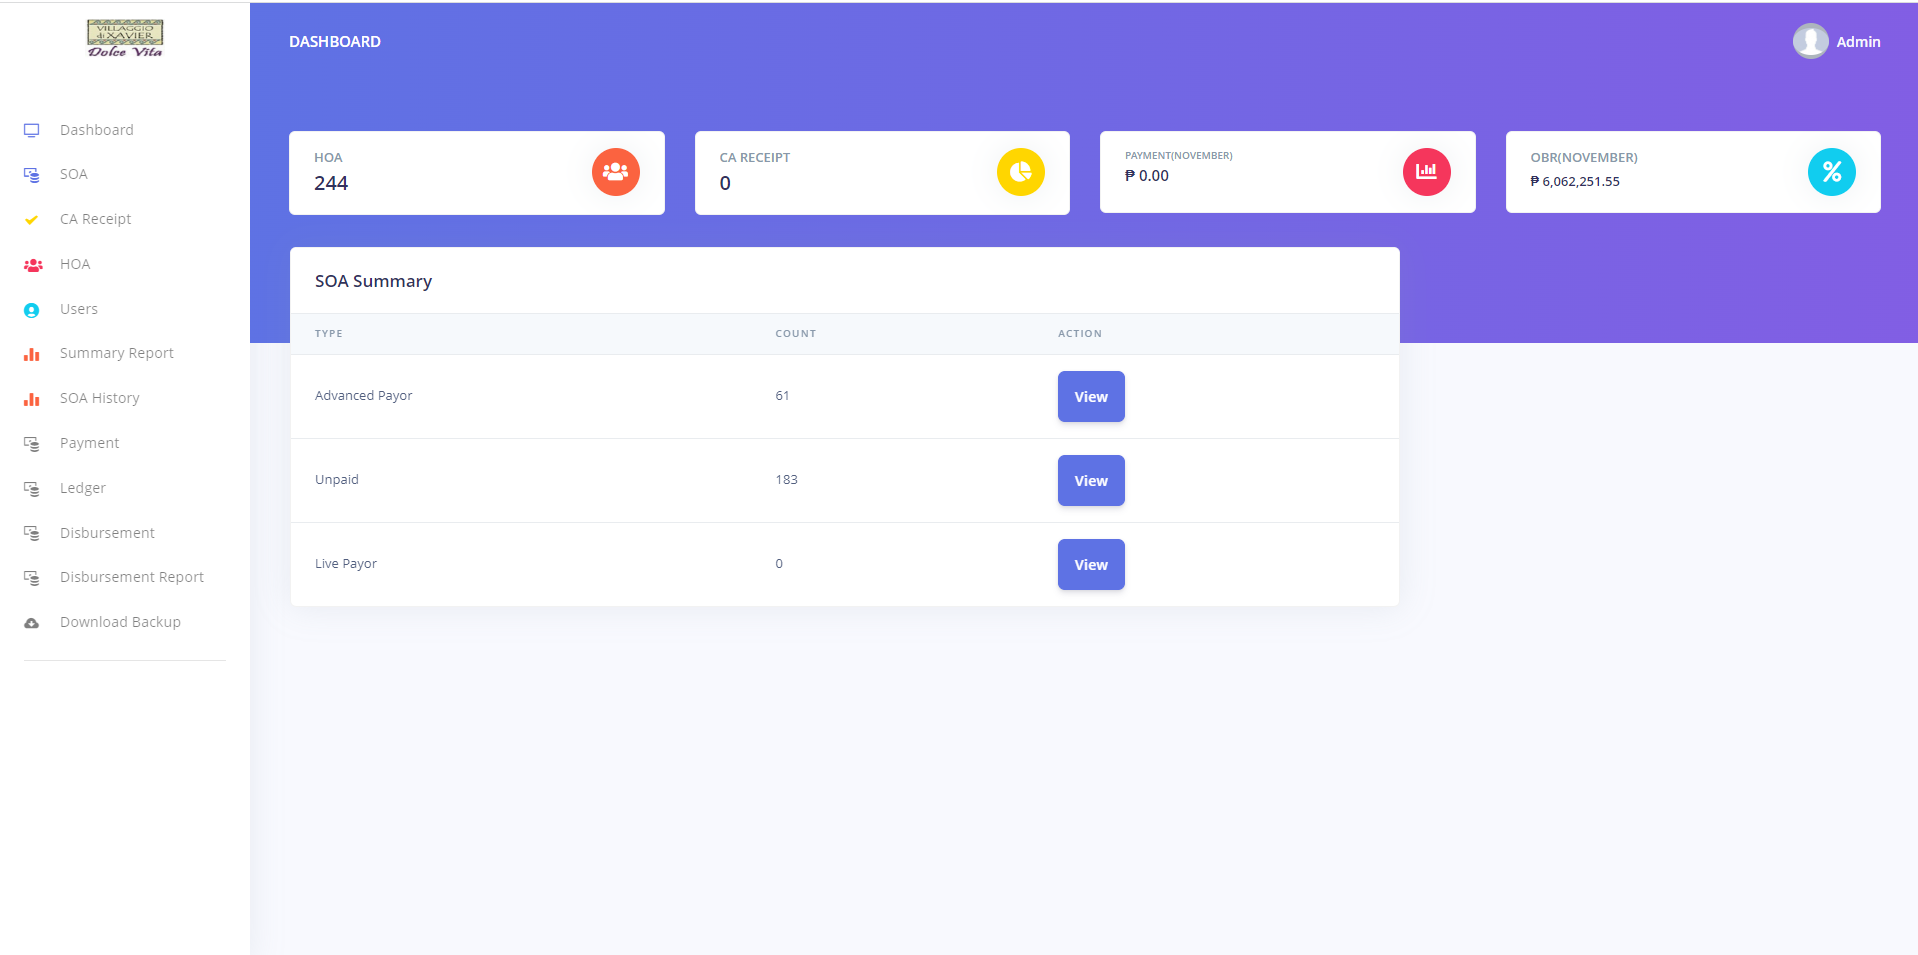 VILLAGGIO
di XAVIER
Dolce Vita
Dashboard
SOA
CA Receipt
HOA
Users
Summary Report
SOA History
Payment
Ledger
Disbursement
Disbursement Report
Download Backup
DASHBOARD
Admin
HOA
244
CA RECEIPT
0
PAYMENT(NOVEMBER)
₱ 0.00
OBR(NOVEMBER)
₱ 6,062,251.55
SOA Summary
TYPE COUNT ACTION
Advanced Payor 61 View
Unpaid 183 View
Live Payor 0 View